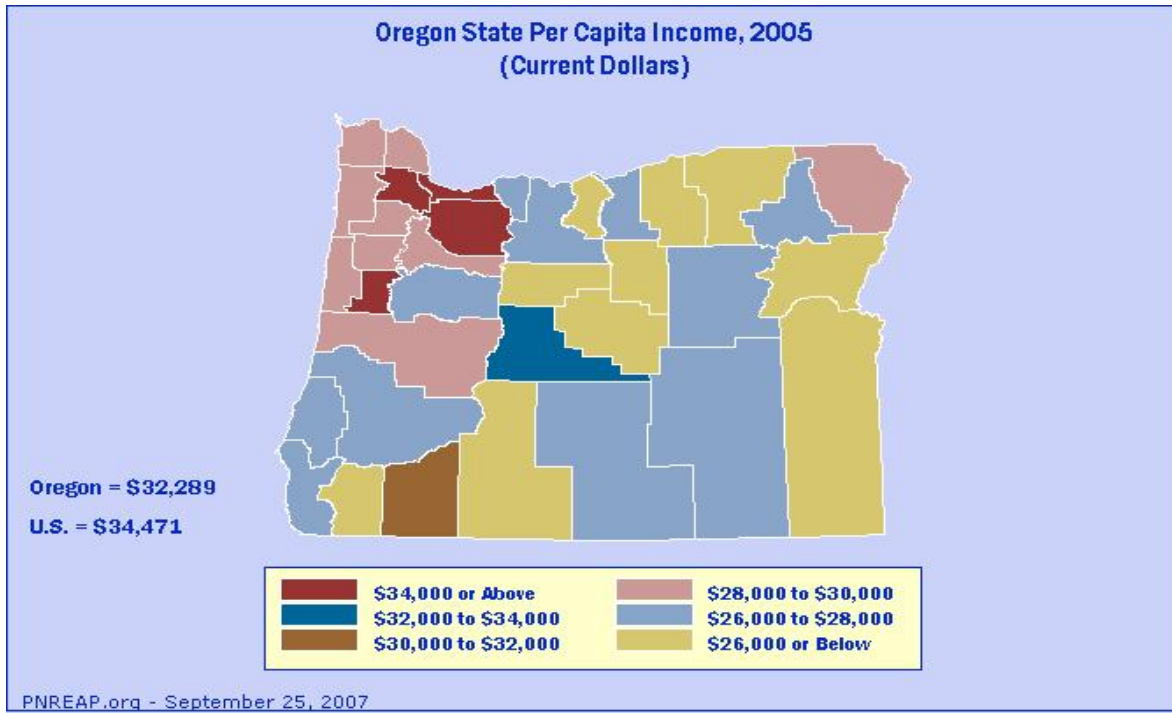 Oregon State Per Capita Income, 2005
(Current Dollars)
Oregon = $32,289
U.S. = $34,471
$34,000 or Above
$32,000 to $34,000
$30,000 to $32,000
$28,000 to $30,000
$26,000 to $28,000
$26,000 or Below
PNREAP.org - September 25, 2007